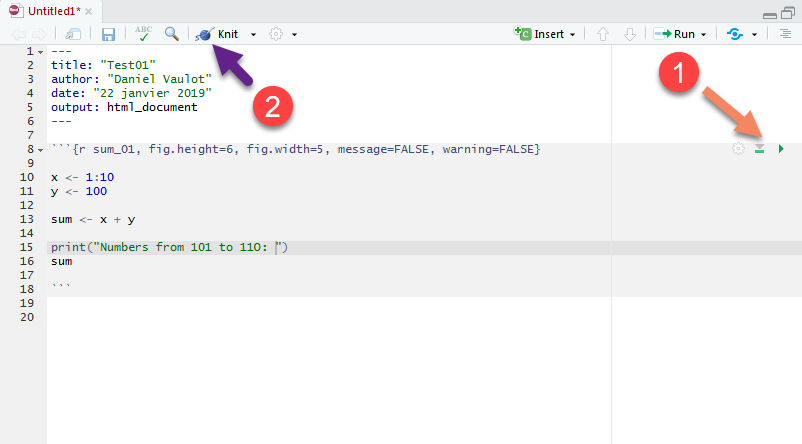 Untitled1* ×
ABC Knit Insert Run
1 ---
2 title: "Test01"
3 author: "Daniel Vaulot"
4 date: "22 janvier 2019"
5 output: html_document
6 ---
7
8 ```{r sum_01, fig.height=6, fig.width=5, message=FALSE, warning=FALSE}
9
10 x <- 1:10
11 y <- 100
12
13 sum <- x + y
14
15 print("Numbers from 101 to 110: ")
16 sum
17
18 ```
19
20
1
2